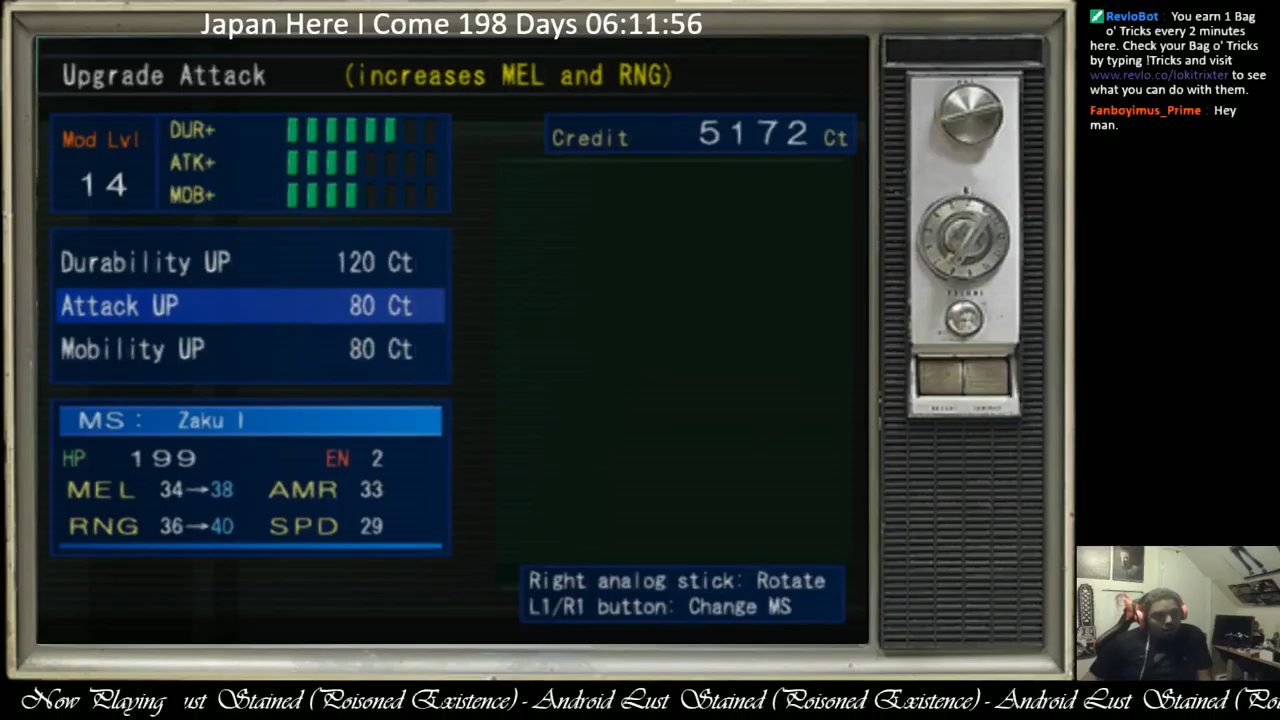 Japan Here I Come 198 Days 06:11:56
Upgrade Attack (increases MEL and RNG)
Mod Lvl
14
DUR+
ATK+
MOB+
Credit 5172 Ct
Durability UP 120 Ct
Attack UP 80 Ct
Mobility UP 80 Ct
MS: Zaku I
HP 199 EN 2
MEL 34→38 AMR 33
RNG 36→40 SPD 29
Right analog stick: Rotate
L1/R1 button: Change MS
RevloBot: You earn 1 Bag
o' Tricks every 2 minutes
here. Check your Bag o' Tricks
by typing !Tricks and visit
www.revlo.co/lokitrixter to see
what you can do with them.
Fanboyimus_Prime: Hey
man.
Now Playing ust Stained (Poisoned Existence) - Android Lust Stained (Poisoned Existence) - Android Lust Stained (Po